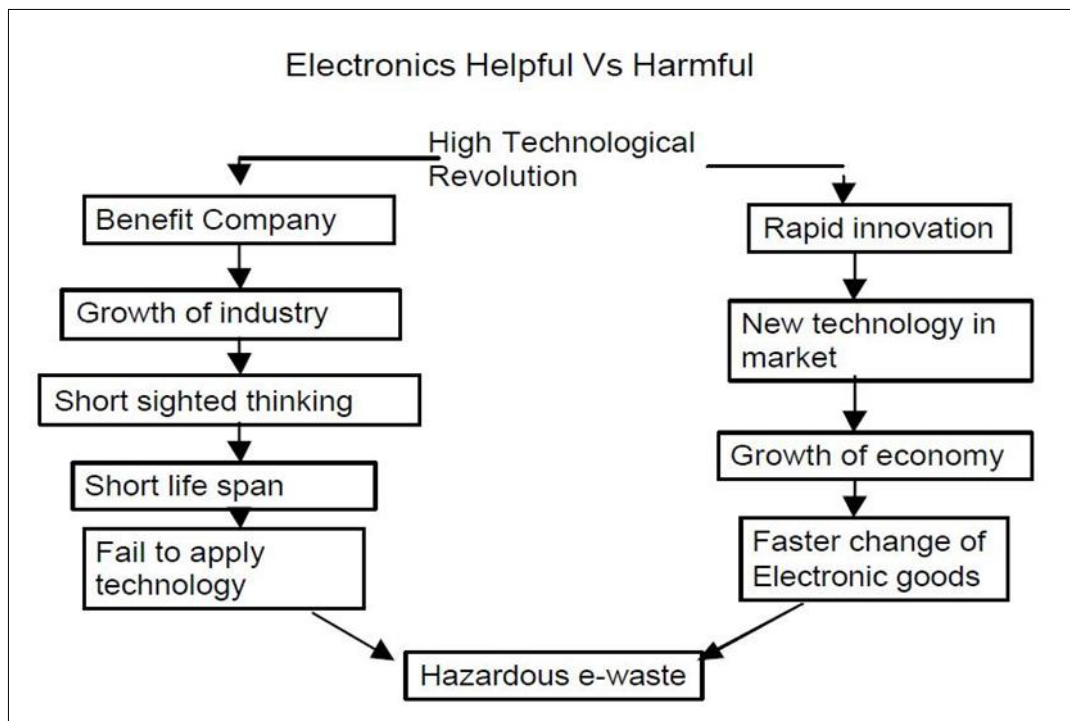 Electronics Helpful Vs Harmful
High Technological
Revolution
Benefit Company
Growth of industry
Short sighted thinking
Short life span
Fail to apply
technology
Rapid innovation
New technology in
market
Growth of economy
Faster change of
Electronic goods
Hazardous e-waste